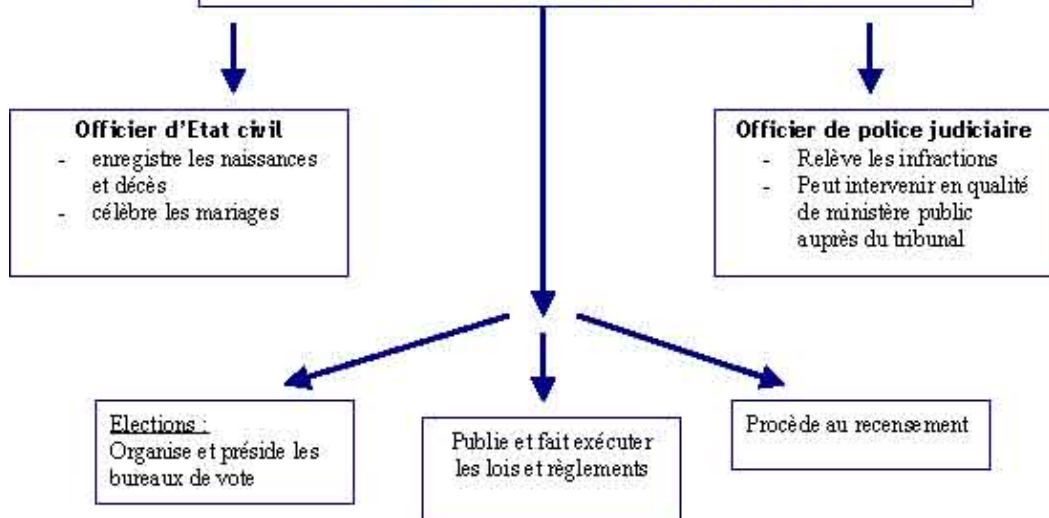 Officier d'Etat civil
- enregistre les naissances
et décès
- célèbre les mariages
Officier de police judiciaire
- Relève les infractions
- Peut intervenir en qualité
de ministère public
auprès du tribunal
Elections :
Organise et préside les
bureaux de vote
Publie et fait exécuter
les lois et règlements
Procède au recensement